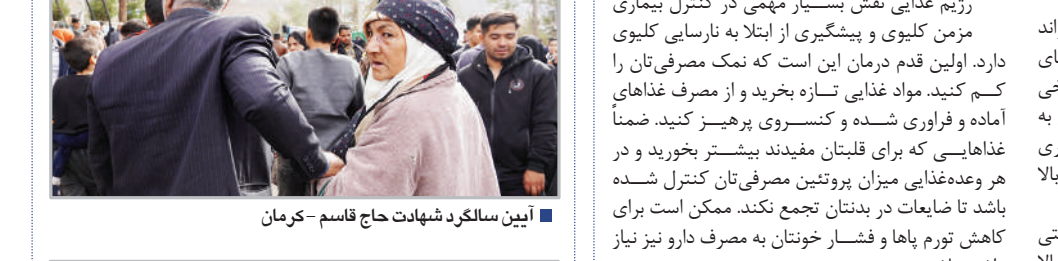 رژیم غذایی نقش بسیار مهمی در کنترل بیماری
مزمن کلیوی و پیشگیری از ابتلا به نارسایی کلیوی
دارد. اولین قدم درمان این است که نمک مصرفی‌تان را
کم کنید. مواد غذایی تازه بخرید و از مصرف غذاهای
آماده و فراوری شده و کنسروی پرهیز کنید. ضمناً
غذاهایی که برای قلبتان مفیدند بیشتر بخورید و در
هر وعده‌غذایی میزان پروتئین مصرفی‌تان کنترل شده
باشد تا ضایعات در بدنتان تجمع نکند. ممکن است برای
کاهش تورم پاها و فشار خونتان به مصرف دارو نیز نیاز
آیین سالگرد شهادت حاج قاسم - کرمان